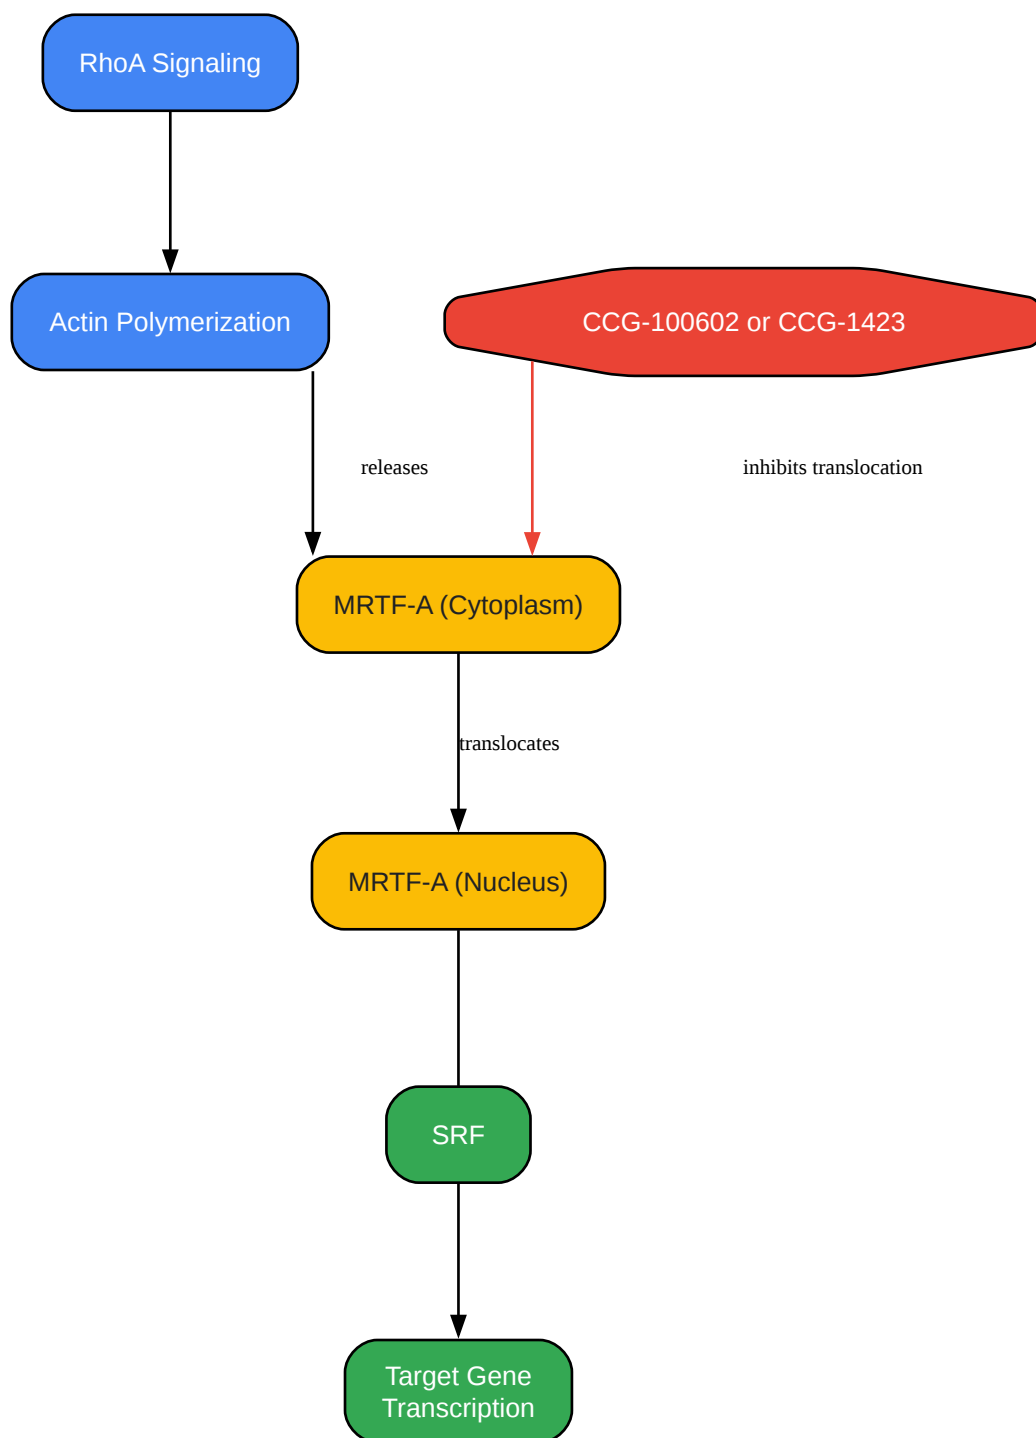 RhoA Signaling
Actin Polymerization
CCG-100602 or CCG-1423
releases
inhibits translocation
MRTF-A (Cytoplasm)
translocates
MRTF-A (Nucleus)
SRF
Target Gene
Transcription